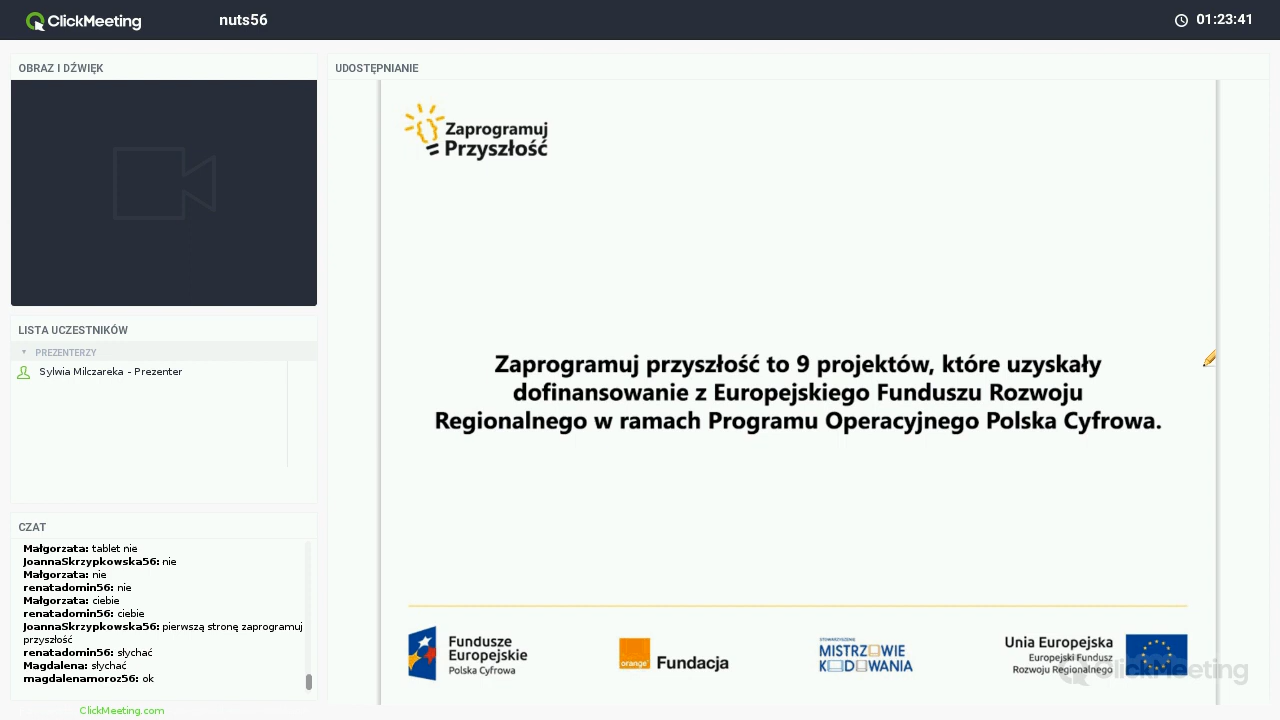 ClickMeeting
nuts56
01:23:41
OBRAZ I DŹWIĘK
UDOSTĘPNIANIE
Zaprogramuj
Przyszłość
LISTA UCZESTNIKÓW
PREZENTERZY
Sylwia Milczareka - Prezenter
Zaprogramuj przyszłość to 9 projektów, które uzyskały
dofinansowanie z Europejskiego Funduszu Rozwoju
Regionalnego w ramach Programu Operacyjnego Polska Cyfrowa.
CZAT
Małgorzata: tablet nie
JoannaSkrzypkowska56: nie
Małgorzata: nie
renatadomin56: nie
Małgorzata: ciebie
renatadomin56: ciebie
JoannaSkrzypkowska56: pierwszą stronę zaprogramuj
przyszłość
renatadomin56: słychać
Magdalena: słychać
magdalenamoroz56: ok
Fundusze
Europejskie
Polska Cyfrowa
orange
Fundacja
STOWARZYSZENIE
MISTRZOWIE
KODOWANIA
Unia Europejska
Europejski Fundusz
Rozwoju Regionalnego
ClickMeeting
ClickMeeting.com